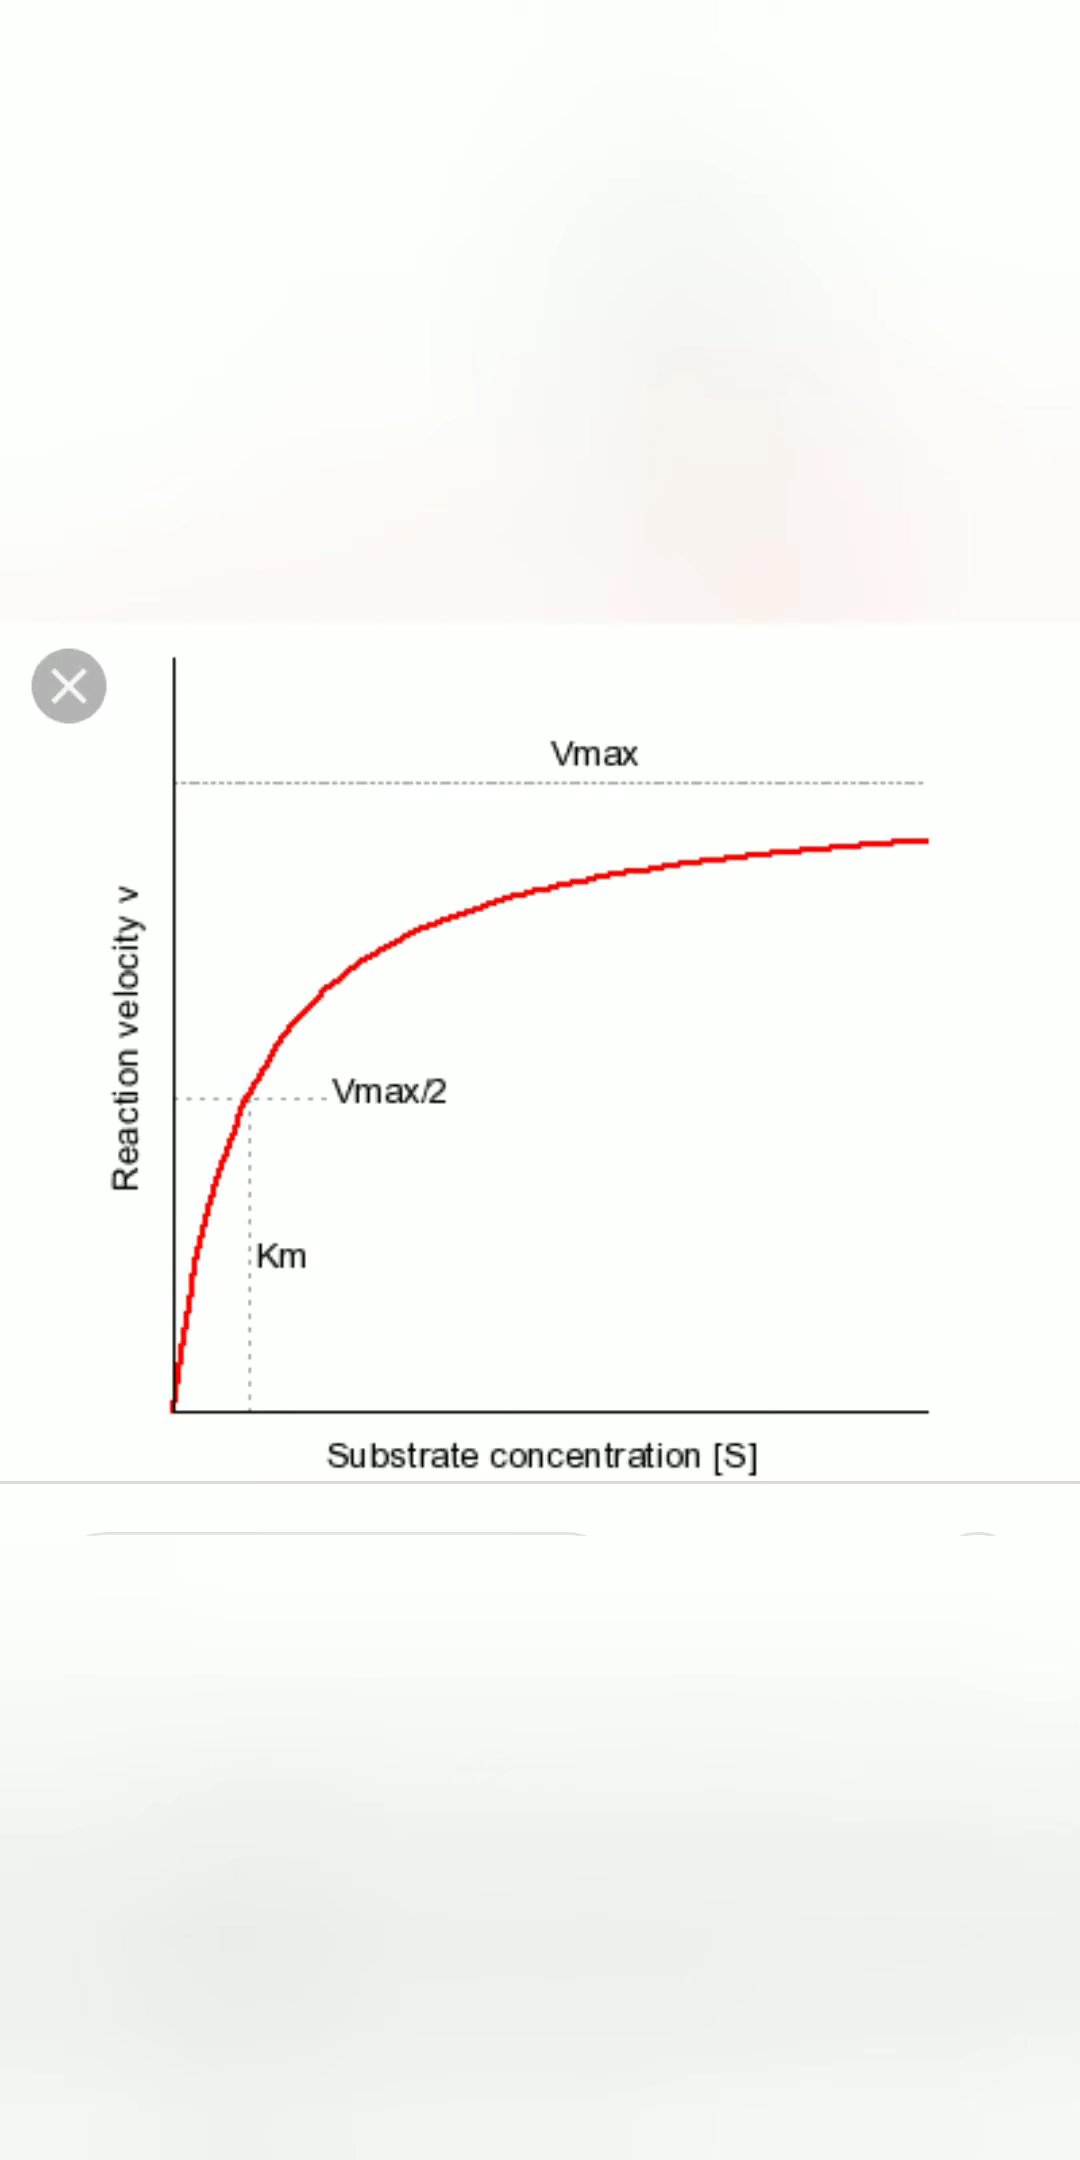 Vmax
Reaction velocity v
Vmax/2
Km
Substrate concentration [S]